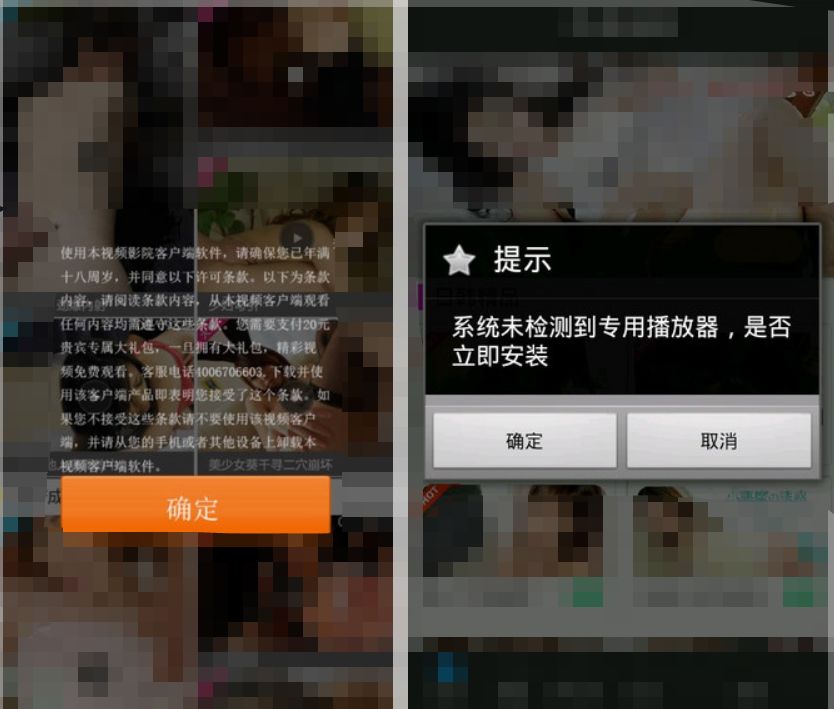 使用本视频影院客户端软件，请确保您已年满
十八周岁，并同意以下许可条款。以下为条款
内容，请阅读条款内容，从本视频客户端观看
任何内容均需遵守这些条款。您需要支付20元
贵宾专属大礼包，一旦拥有大礼包，精彩视
频免费观看。客服电话4006706603.下载并使
用该客户端产品即表明您接受了这个条款。如
果您不接受这些条款请不要使用该视频客户
端，并请从您的手机或者其他设备上卸载本
视频客户端软件。
美少女葵千寻二穴崩坏
确定
提示
系统未检测到专用播放器，是否
立即安装
确定
取消
HOT